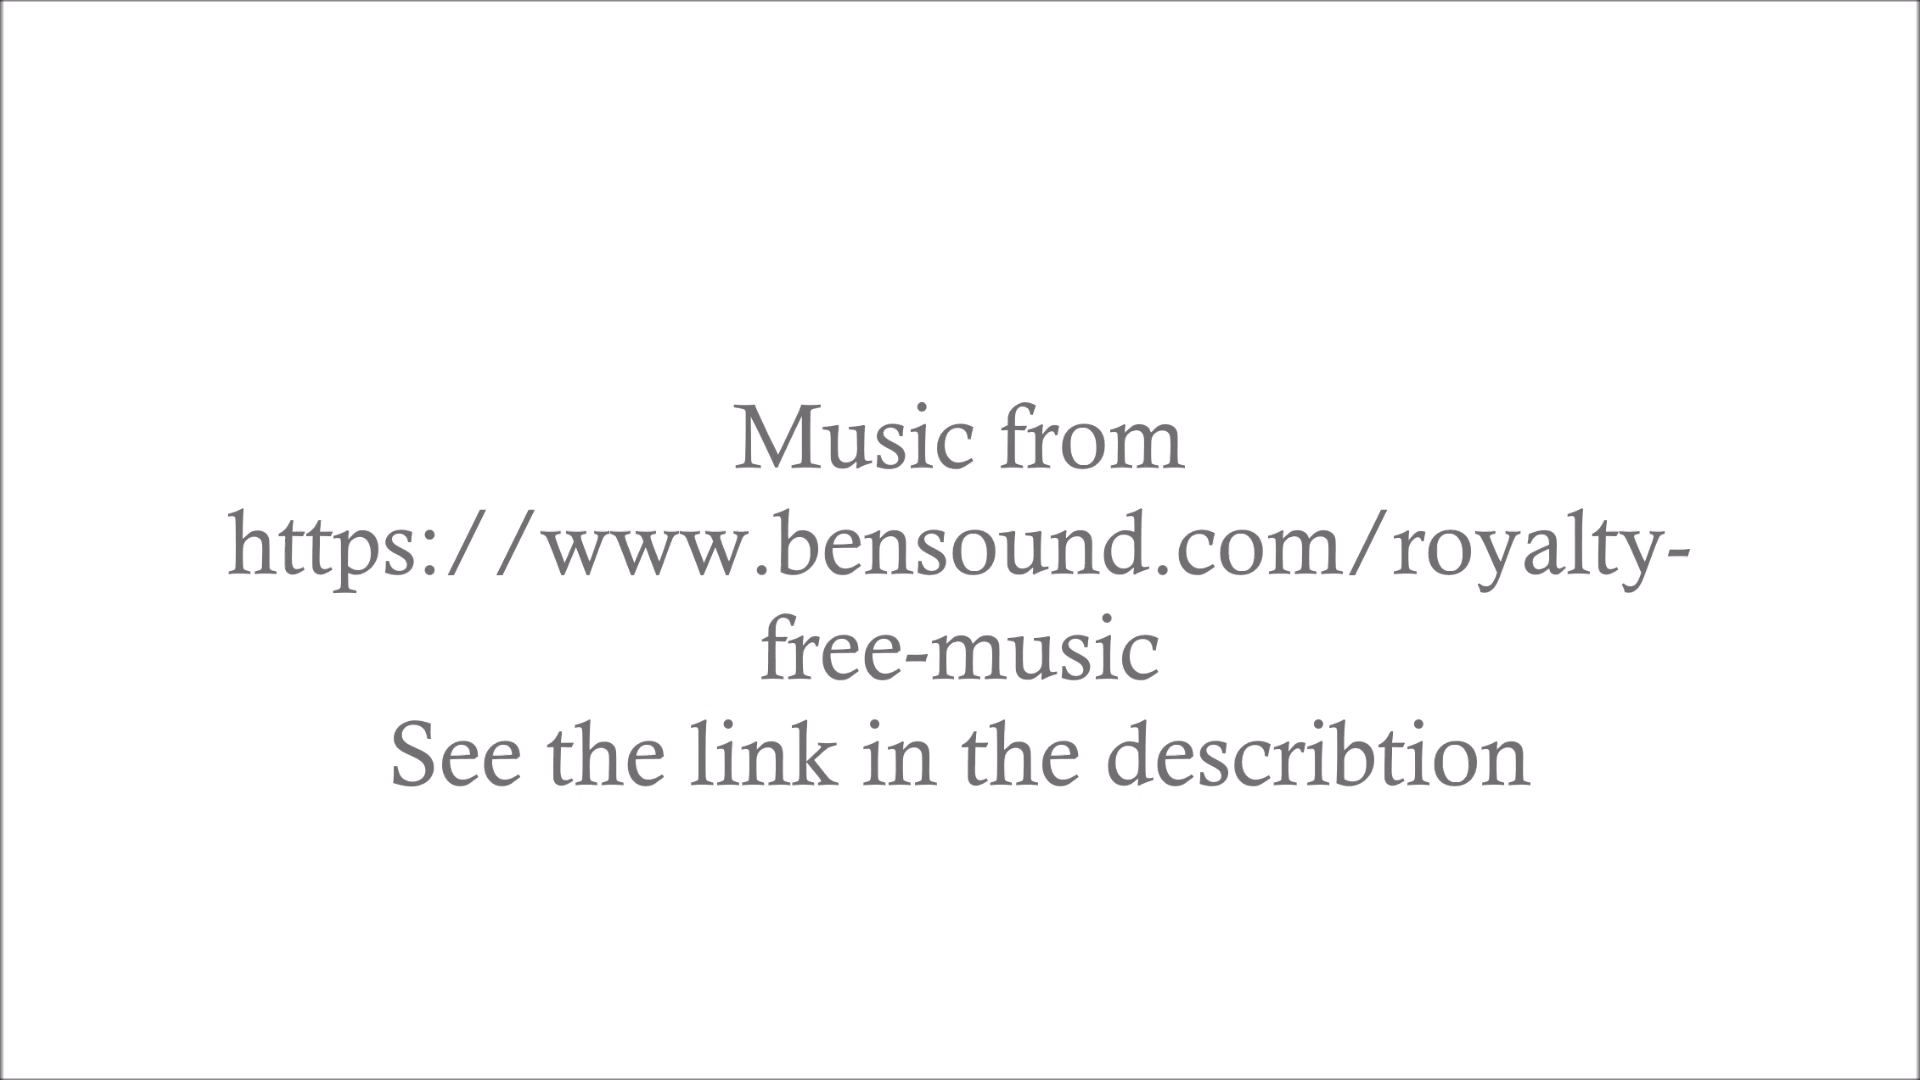 Music from
https://www.bensound.com/royalty-
free-music
See the link in the describtion